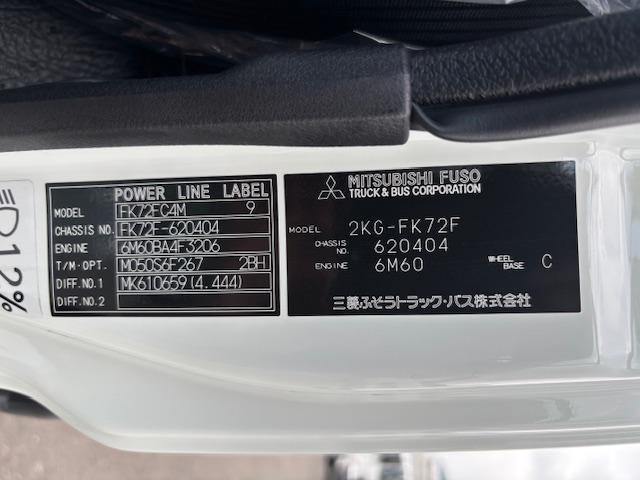 POWER LINE LABEL
MODEL FK72FC4M 9
CHASSIS NO. FK72F-620404
ENGINE 6M60BA4F3206
T/M·OPT. M050S6F267 2BH
DIFF.NO.1 MK610659(4.444)
DIFF.NO.2
MITSUBISHI FUSO
TRUCK & BUS CORPORATION
MODEL 2KG-FK72F
CHASSIS NO. 620404
ENGINE 6M60 WHEEL BASE C
三菱ふそうトラック・バス株式会社
12%